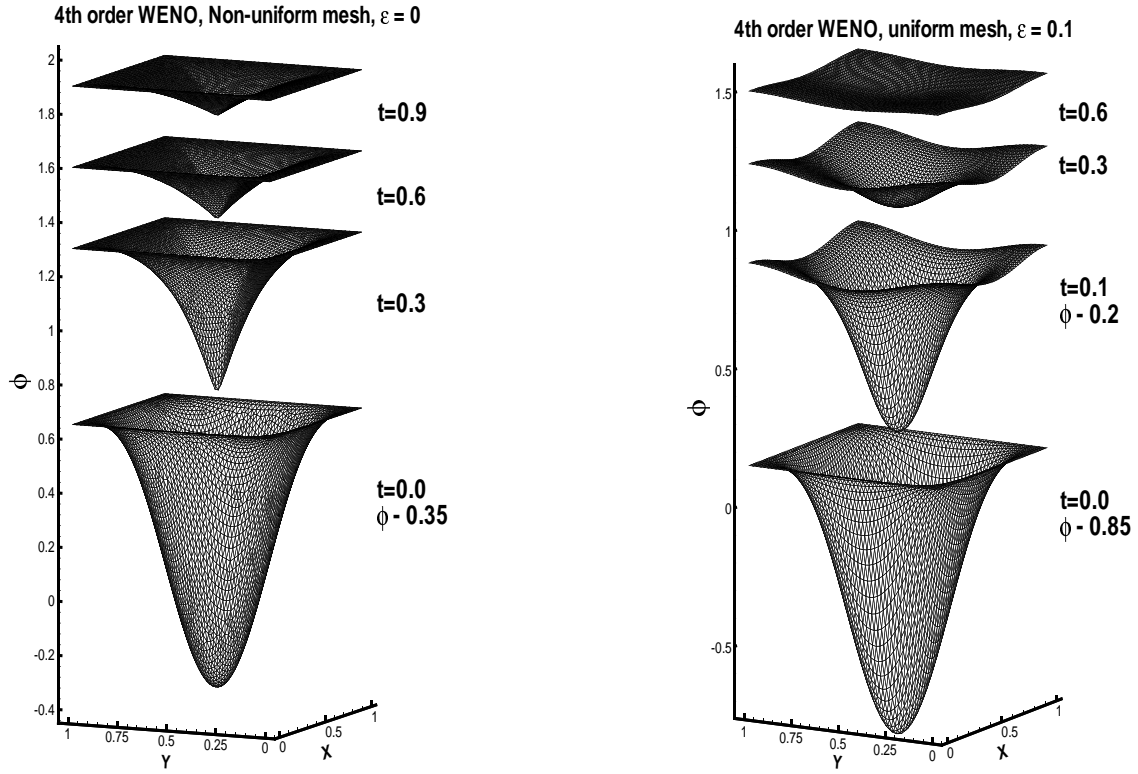 4th order WENO, Non-uniform mesh, ε = 0
2
1.8
1.6
1.4
1.2
1
0.8
0.6
0.4
0.2
0
-0.2
-0.4
ϕ
t=0.9
t=0.6
t=0.3
t=0.0
ϕ - 0.35
1 0.75 0.5 0.25 0
Y
0 0.5 1
X
4th order WENO, uniform mesh, ε = 0.1
1.5
1
0.5
0
-0.5
ϕ
t=0.6
t=0.3
t=0.1
ϕ - 0.2
t=0.0
ϕ - 0.85
1 0.75 0.5 0.25 0
Y
0 0.5 1
X